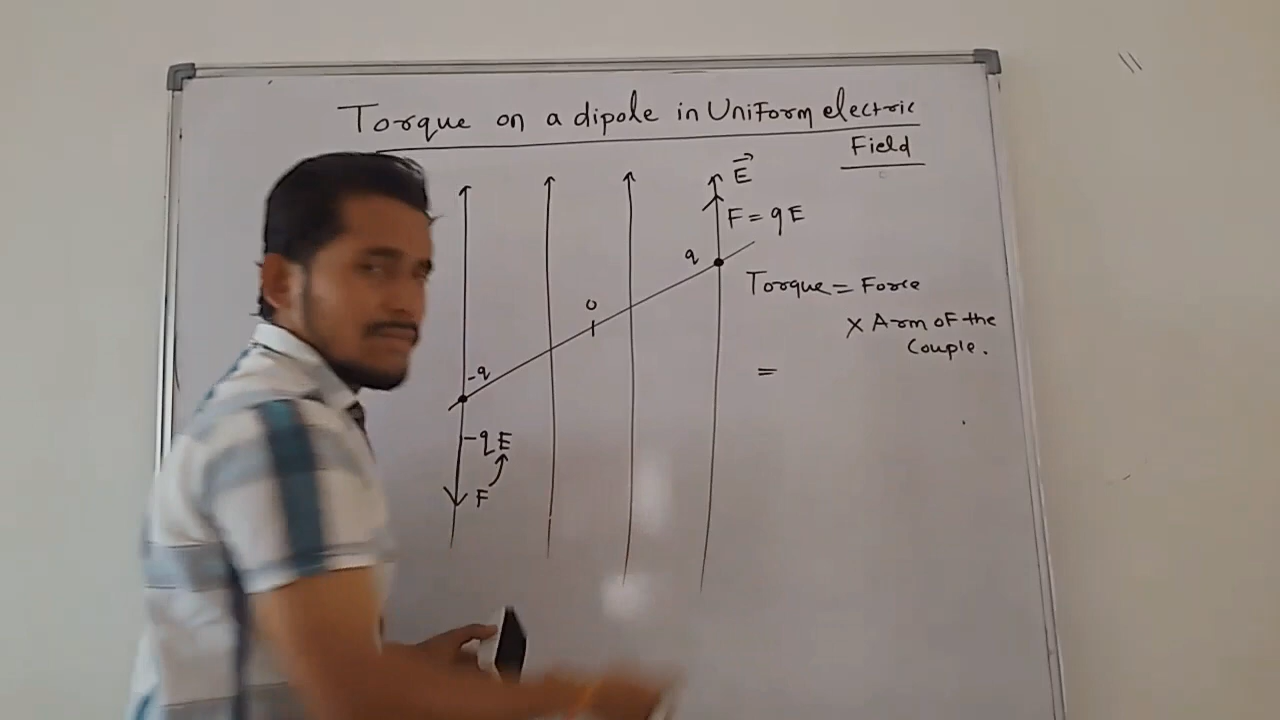 Torque on a dipole in UniForm electric
Field
E
F = qE
q
Torque = Force
O
× Arm oF the
Couple.
-q
=
-qE
F